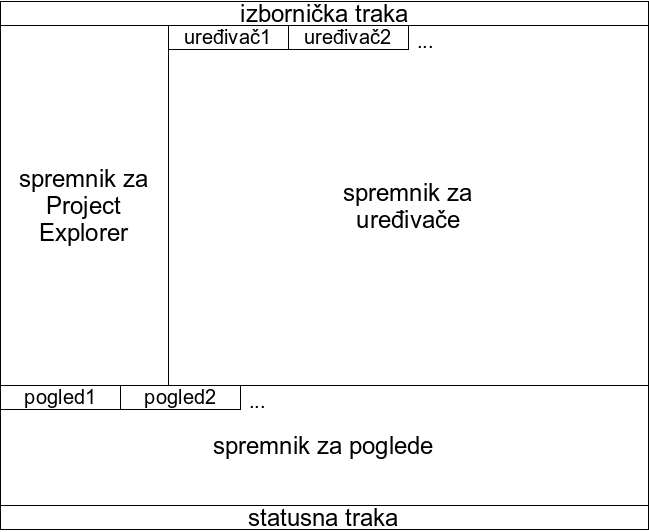 izbornička traka
uređivač1 uređivač2 ...
spremnik za
Project
Explorer
spremnik za
uređivače
pogled1 pogled2 ...
spremnik za poglede
statusna traka